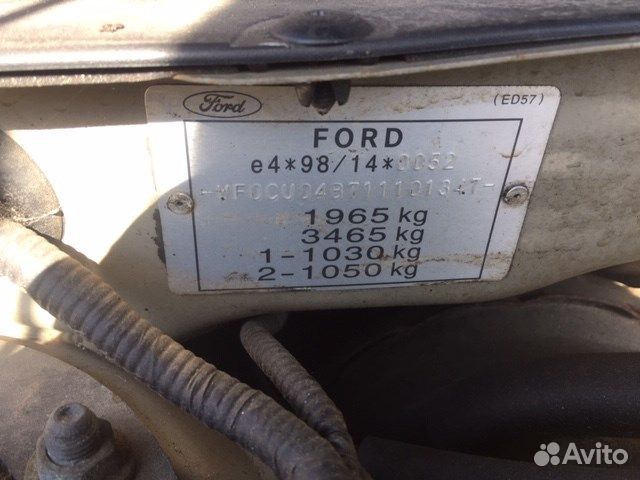 Ford
(ED57)
FORD
e4*98/14*0052
1965 kg
3465 kg
1-1030 kg
2-1050 kg
Avito